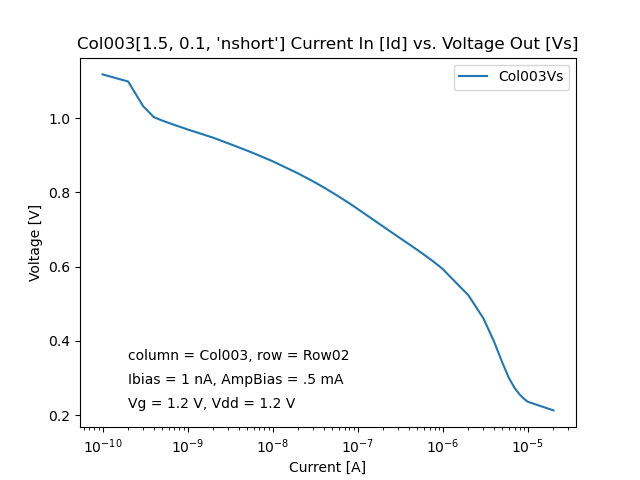 Col003[1.5, 0.1, 'nshort'] Current In [Id] vs. Voltage Out [Vs]
Col003Vs
1.0
0.8
0.6
0.4
0.2
Voltage [V]
column = Col003, row = Row02
Ibias = 1 nA, AmpBias = .5 mA
Vg = 1.2 V, Vdd = 1.2 V
10⁻¹⁰ 10⁻⁹ 10⁻⁸ 10⁻⁷ 10⁻⁶ 10⁻⁵
Current [A]